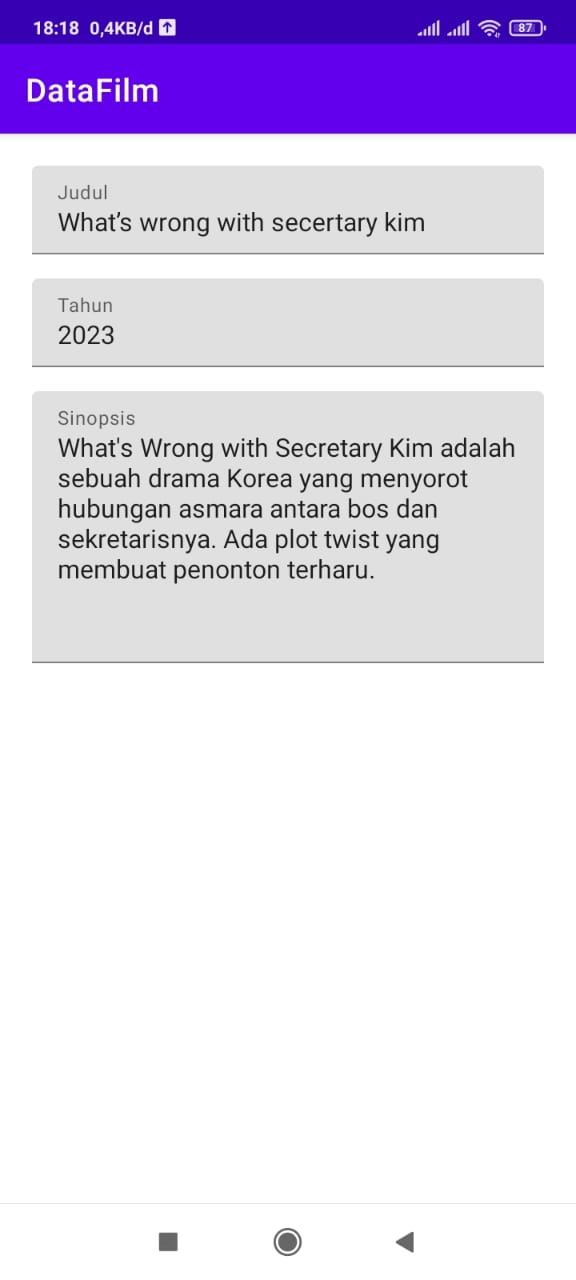 18:18 0,4KB/d
87
DataFilm
Judul
What’s wrong with secertary kim
Tahun
2023
Sinopsis
What's Wrong with Secretary Kim adalah
sebuah drama Korea yang menyorot
hubungan asmara antara bos dan
sekretarisnya. Ada plot twist yang
membuat penonton terharu.